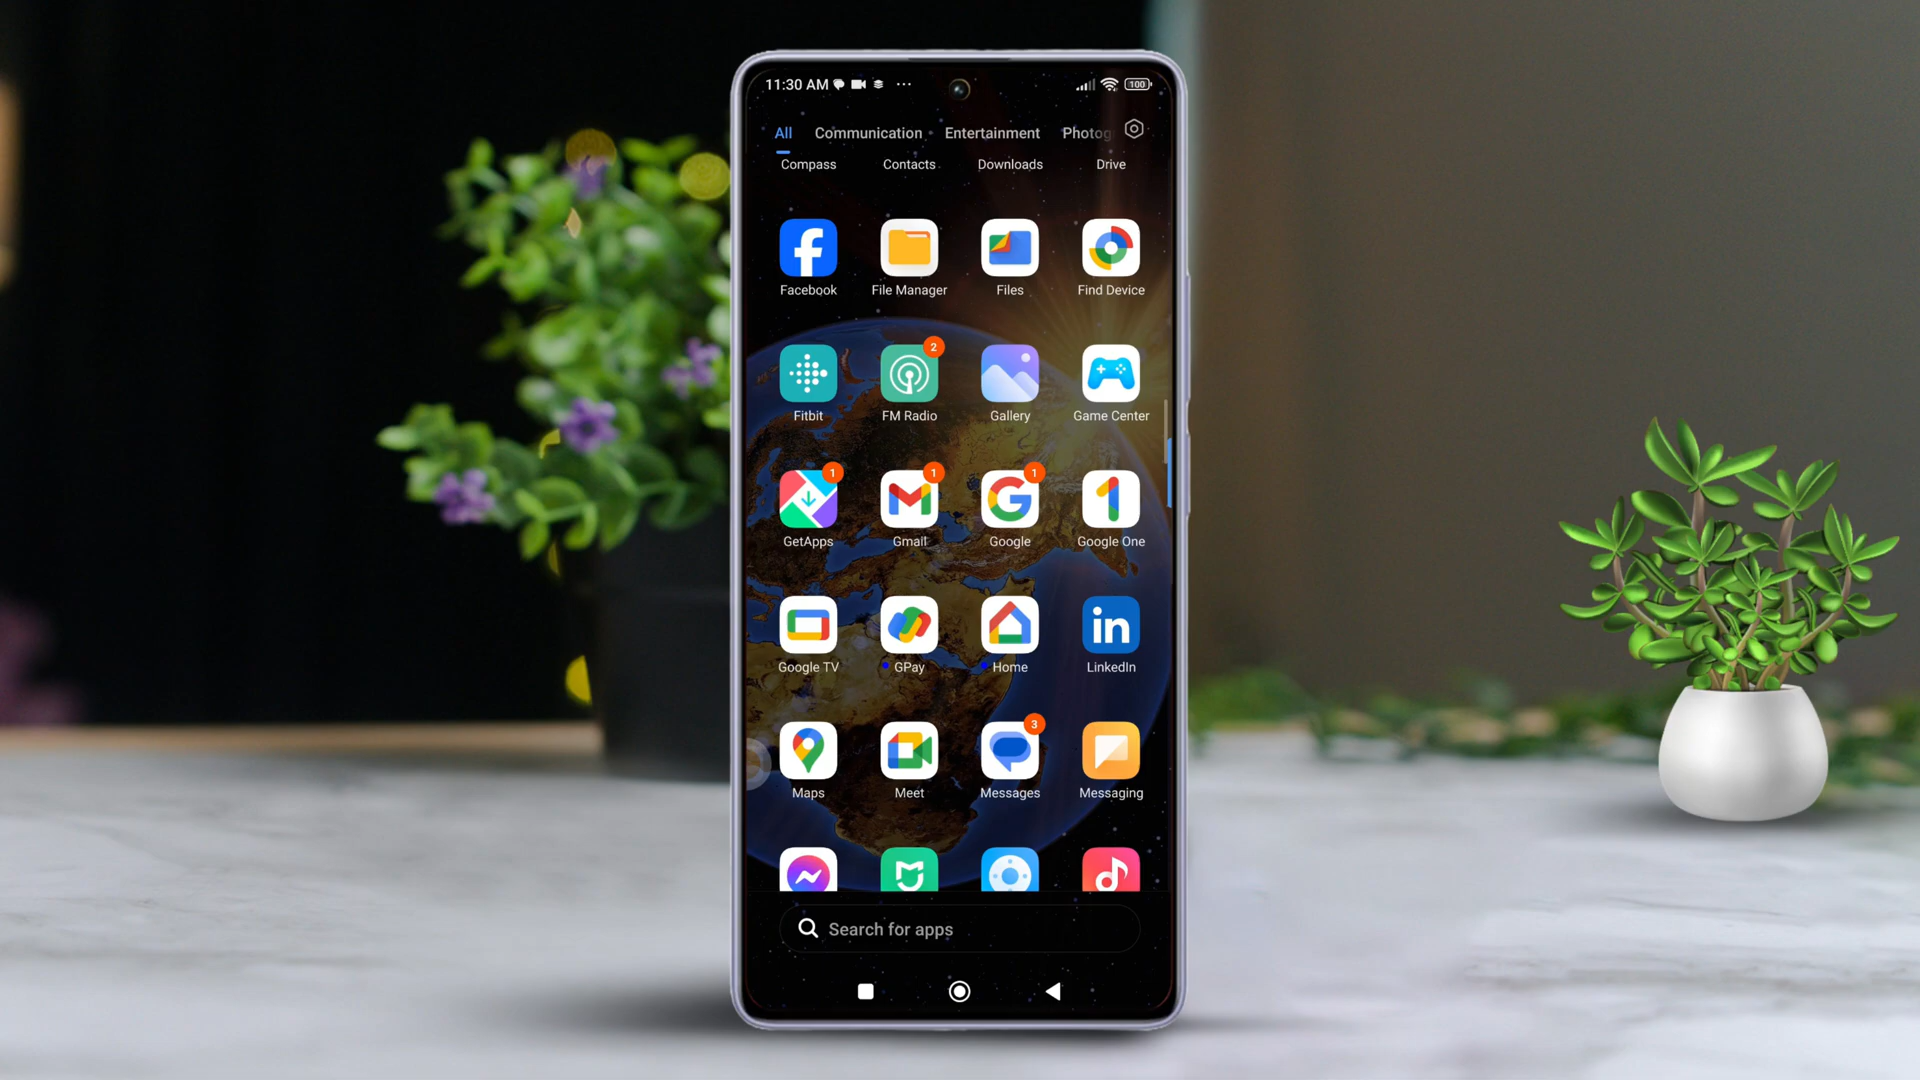 11:30 AM 100
All Communication Entertainment Photog
Compass Contacts Downloads Drive
Facebook File Manager Files Find Device
2
Fitbit FM Radio Gallery Game Center
1 1 1
GetApps Gmail Google Google One
in
Google TV GPay Home LinkedIn
3
Maps Meet Messages Messaging
Search for apps